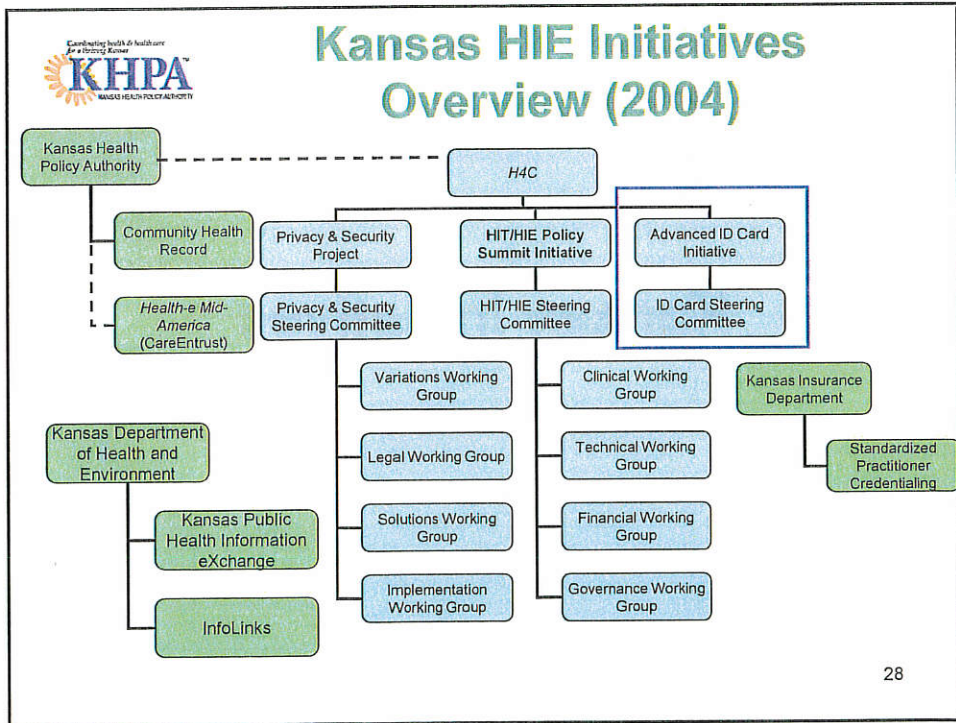 Coordinating health & health care
for a thriving Kansas
KHPA™
KANSAS HEALTH POLICY AUTHORITY
Kansas HIE Initiatives
Overview (2004)
Kansas Health
Policy Authority
H4C
Community Health
Record
Privacy & Security
Project
HIT/HIE Policy
Summit Initiative
Advanced ID Card
Initiative
Health-e Mid-
America
(CareEntrust)
Privacy & Security
Steering Committee
HIT/HIE Steering
Committee
ID Card Steering
Committee
Variations Working
Group
Clinical Working
Group
Kansas Insurance
Department
Kansas Department
of Health and
Environment
Legal Working Group
Technical Working
Group
Standardized
Practitioner
Credentialing
Kansas Public
Health Information
eXchange
Solutions Working
Group
Financial Working
Group
InfoLinks
Implementation
Working Group
Governance Working
Group
28